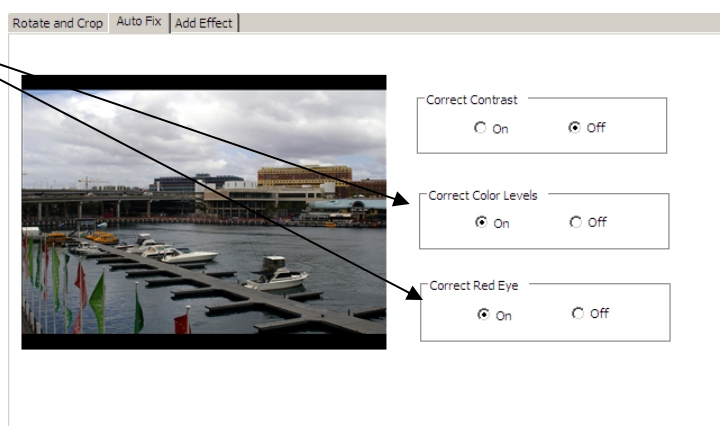 Rotate and Crop Auto Fix Add Effect
Correct Contrast
On Off
Correct Color Levels
On Off
Correct Red Eye
On Off